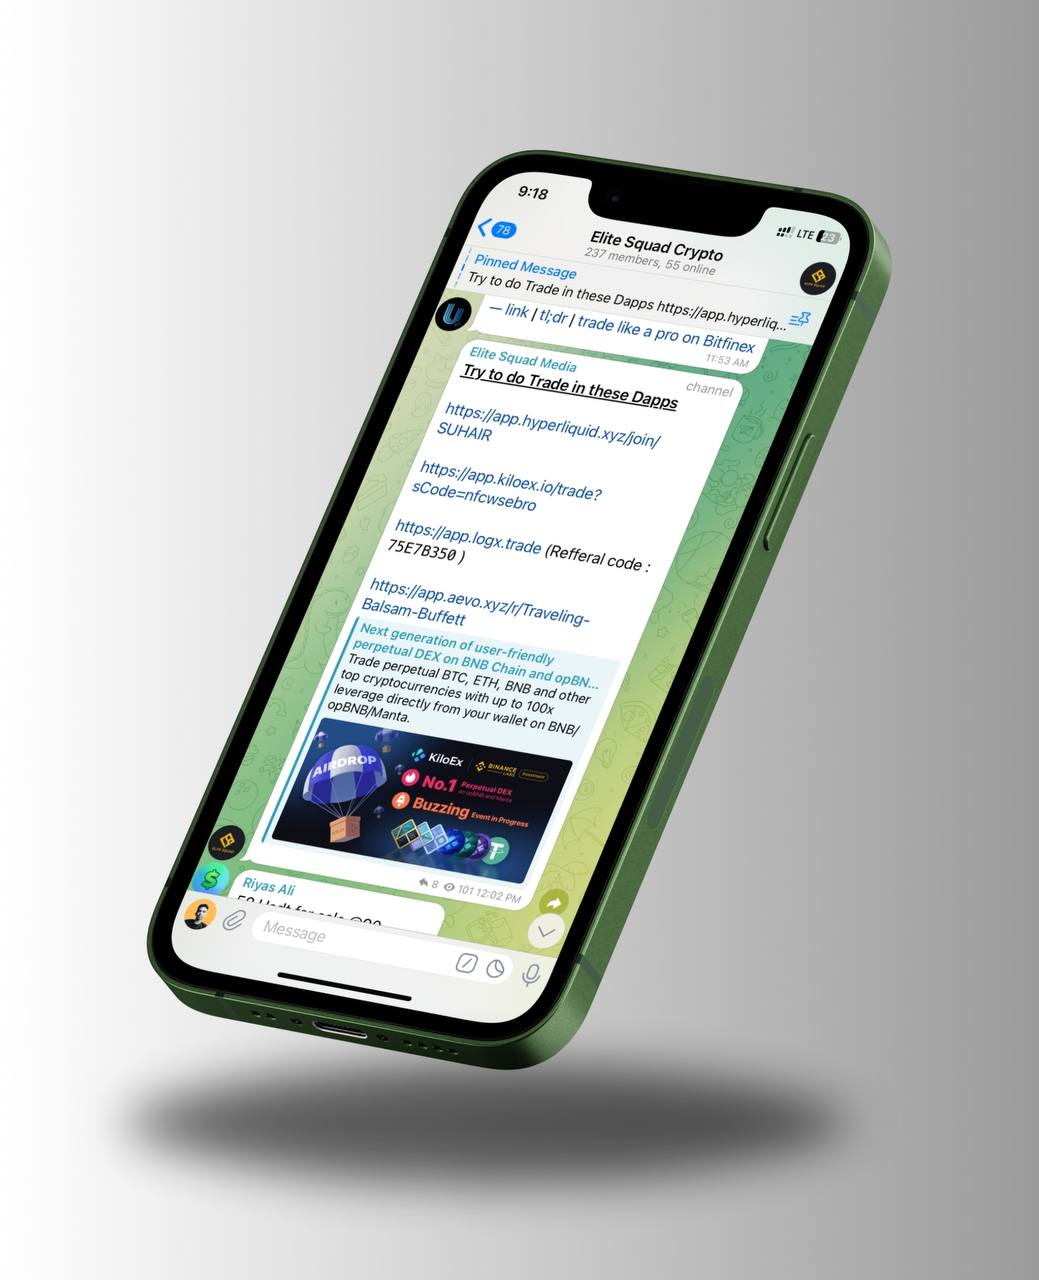 9:18
LTE 23
78
Elite Squad Crypto
237 members, 55 online
Pinned Message
Try to do Trade in these Dapps https://app.hyperliq...
— link | tl;dr | trade like a pro on Bitfinex
11:53 AM
Elite Squad Media
channel
Try to do Trade in these Dapps
https://app.hyperliquid.xyz/join/
SUHAIR
https://app.kiloex.io/trade?
sCode=nfcwsebro
https://app.logx.trade (Refferal code :
75E7B350 )
https://app.aevo.xyz/r/Traveling-
Balsam-Buffett
Next generation of user-friendly
perpetual DEX on BNB Chain and opBN...
Trade perpetual BTC, ETH, BNB and other
top cryptocurrencies with up to 100x
leverage directly from your wallet on BNB/
opBNB/Manta.
AIRDROP
KiloEx
BINANCE
LABS
Investment
No.1 Perpetual DEX
on opBNB and Manta
Buzzing Event in Progress
8 101 12:02 PM
Riyas Ali
Message